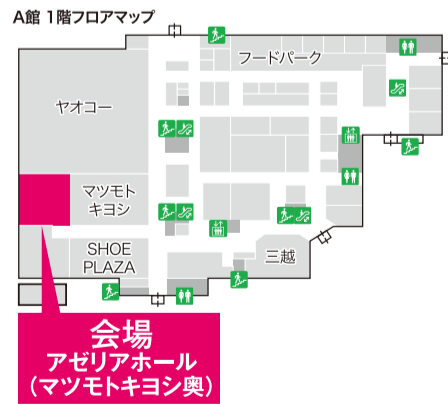 A館 1階フロアマップ
フードパーク
ヤオコー
マツモト
キヨシ
SHOE
PLAZA
三越
会場
アゼリアホール
(マツモトキヨシ奥)